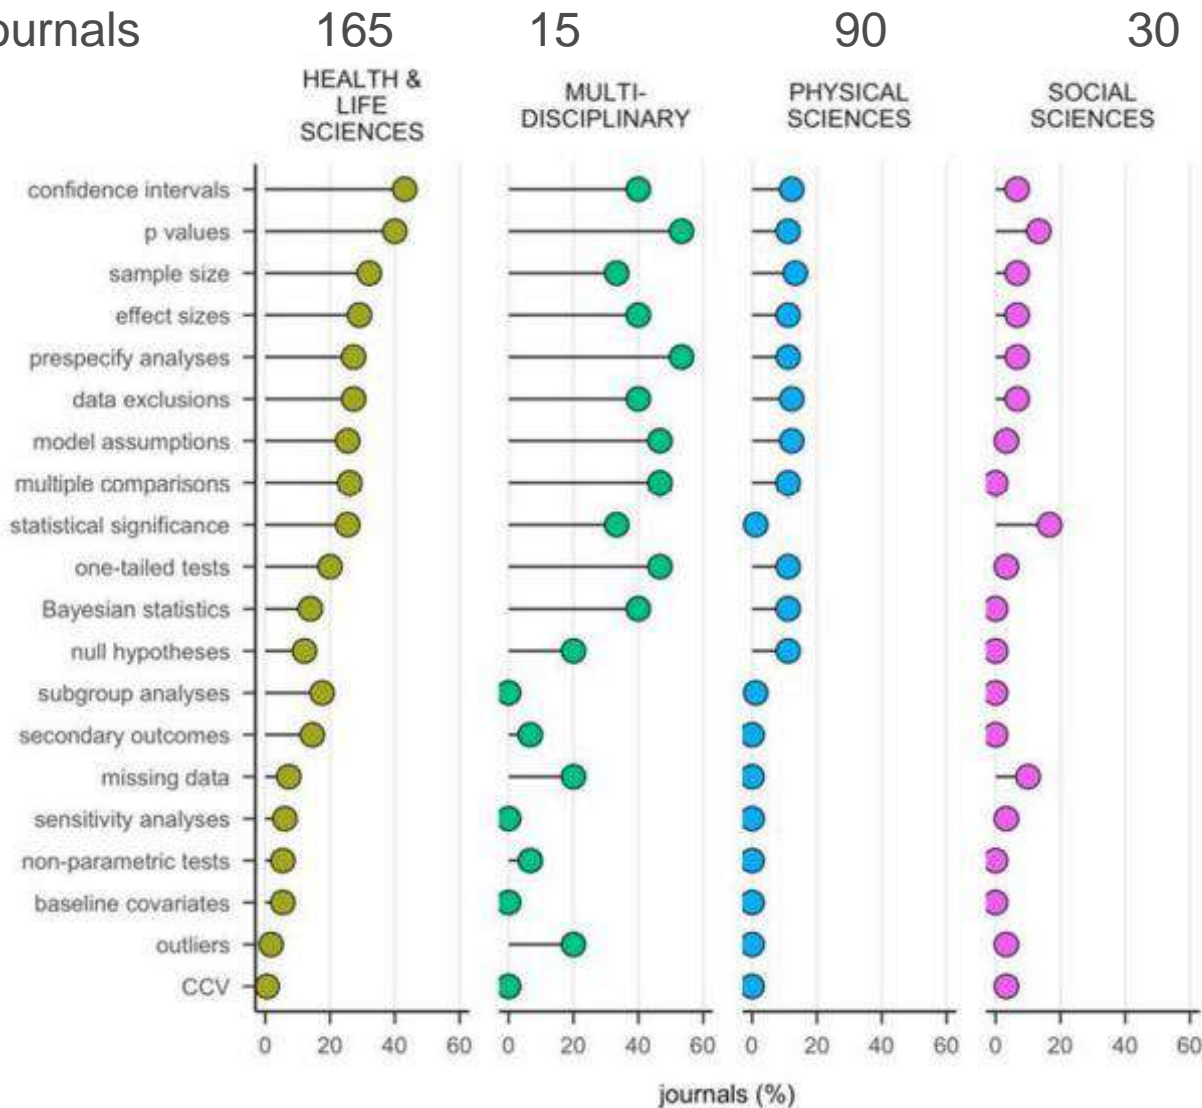 ournals 165 15 90 30
HEALTH &
LIFE
SCIENCES
MULTI-
DISCIPLINARY
PHYSICAL
SCIENCES
SOCIAL
SCIENCES
confidence intervals
p values
sample size
effect sizes
prespecify analyses
data exclusions
model assumptions
multiple comparisons
statistical significance
one-tailed tests
Bayesian statistics
null hypotheses
subgroup analyses
secondary outcomes
missing data
sensitivity analyses
non-parametric tests
baseline covariates
outliers
CCV
0 20 40 60 0 20 40 60 0 20 40 60 0 20 40 60
journals (%)